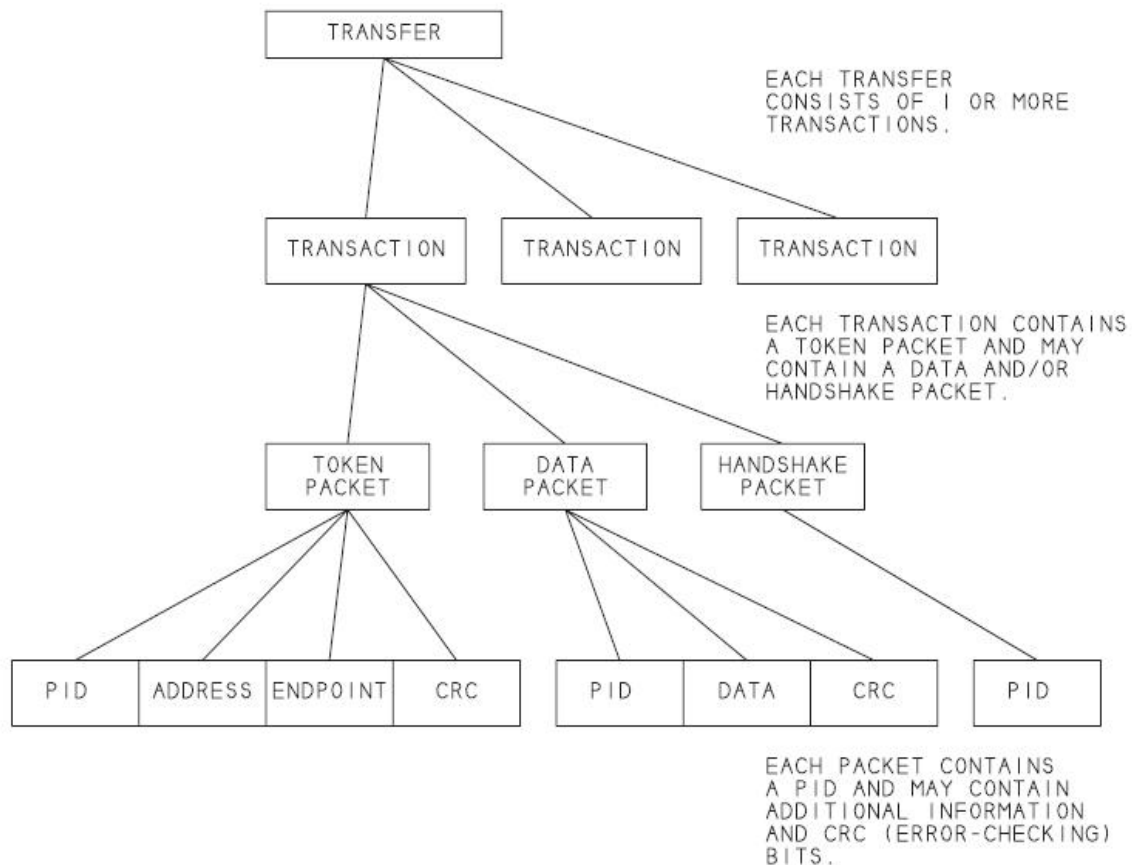 TRANSFER
EACH TRANSFER
CONSISTS OF 1 OR MORE
TRANSACTIONS.
TRANSACTION
TRANSACTION
TRANSACTION
EACH TRANSACTION CONTAINS
A TOKEN PACKET AND MAY
CONTAIN A DATA AND/OR
HANDSHAKE PACKET.
TOKEN
PACKET
DATA
PACKET
HANDSHAKE
PACKET
PID
ADDRESS
ENDPOINT
CRC
PID
DATA
CRC
PID
EACH PACKET CONTAINS
A PID AND MAY CONTAIN
ADDITIONAL INFORMATION
AND CRC (ERROR-CHECKING)
BITS.